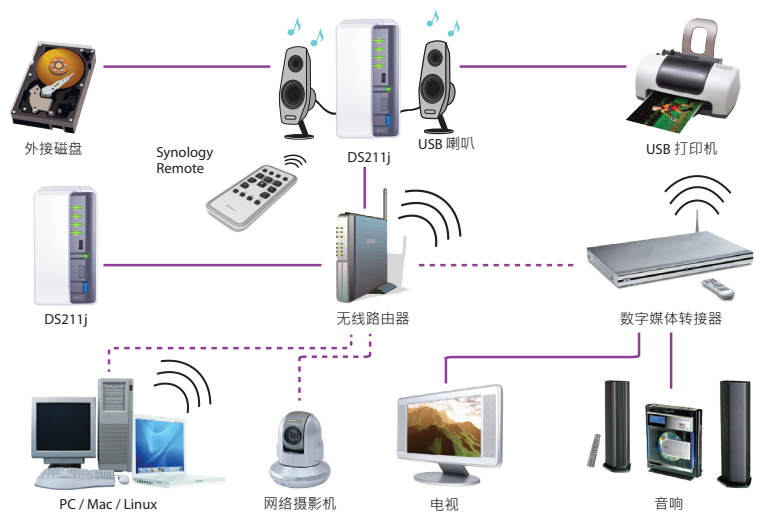 外接磁盘
Synology
Remote
DS211j
USB 喇叭
USB 打印机
DS211j
无线路由器
数字媒体转接器
PC / Mac / Linux
网络摄影机
电视
音响